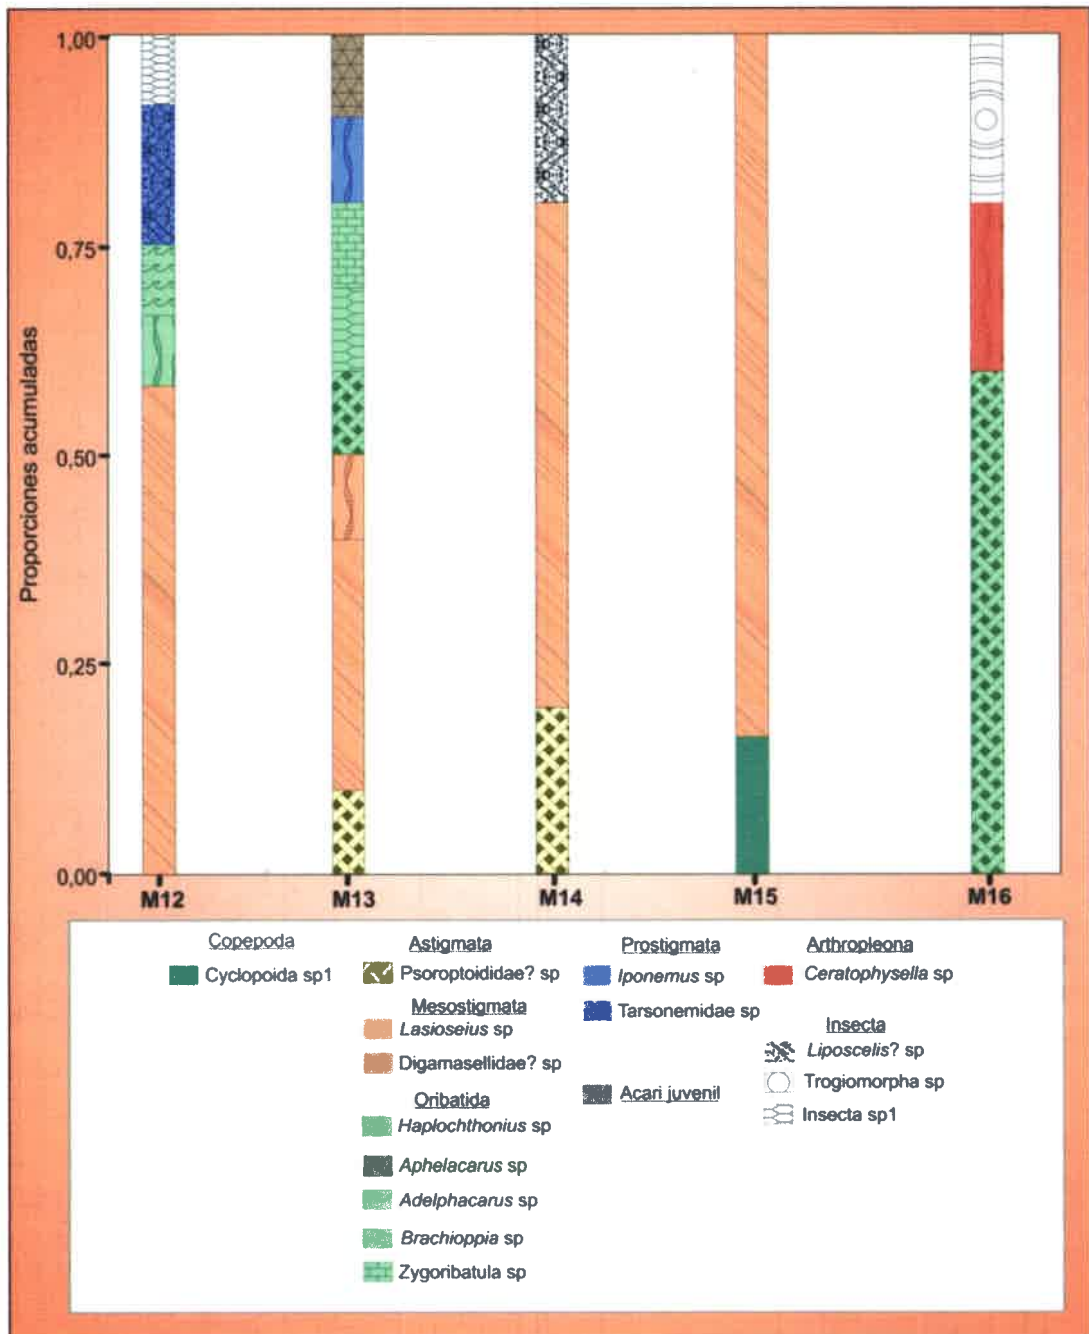 Proporciones acumuladas
1,00
0,75
0,50
0,25
0,00
M12 M13 M14 M15 M16
Copepoda
Cyclopoida sp1
Astigmata
Psoroptoididae? sp
Mesostigmata
Lasioseius sp
Digamasellidae? sp
Oribatida
Haplochthonius sp
Aphelacarus sp
Adelphacarus sp
Brachioppia sp
Zygoribatula sp
Prostigmata
Iponemus sp
Tarsonemidae sp
Acari juvenil
Arthropleona
Ceratophysella sp
Insecta
Liposcelis? sp
Trogiomorpha sp
Insecta sp1